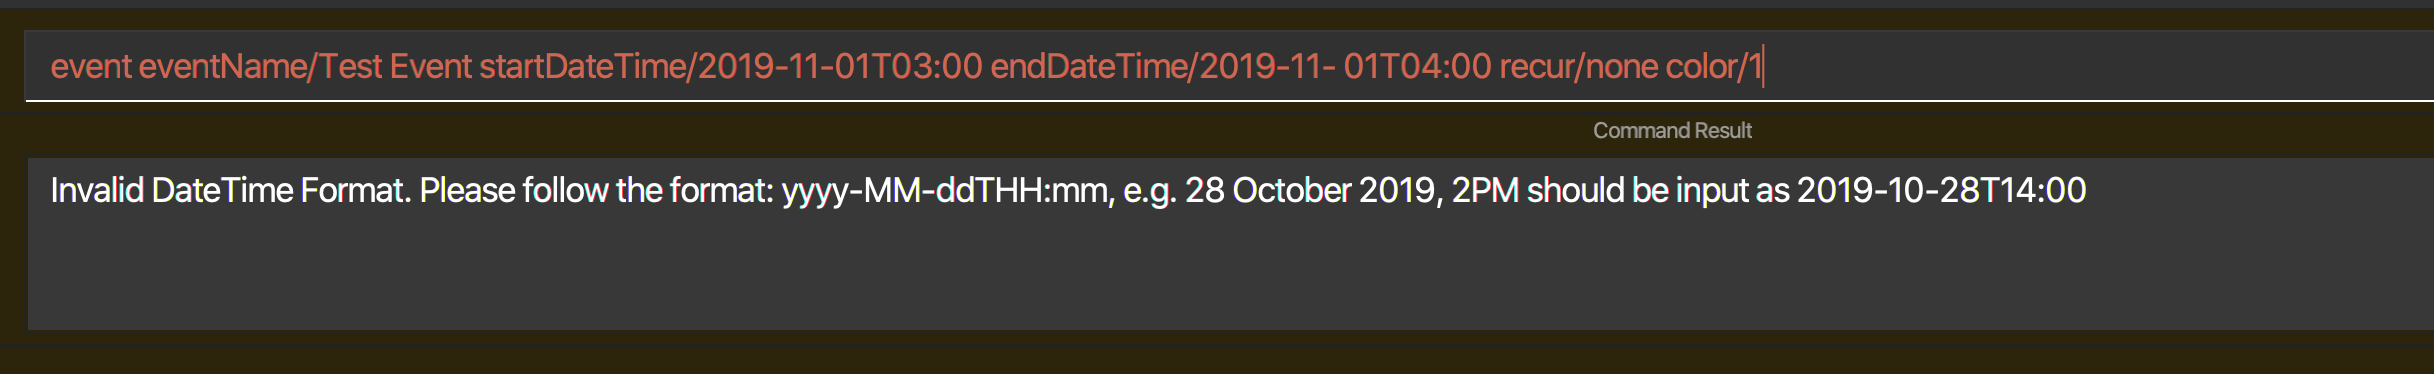 event eventName/Test Event startDateTime/2019-11-01T03:00 endDateTime/2019-11- 01T04:00 recur/none color/1
Command Result
Invalid DateTime Format. Please follow the format: yyyy-MM-ddTHH:mm, e.g. 28 October 2019, 2PM should be input as 2019-10-28T14:00